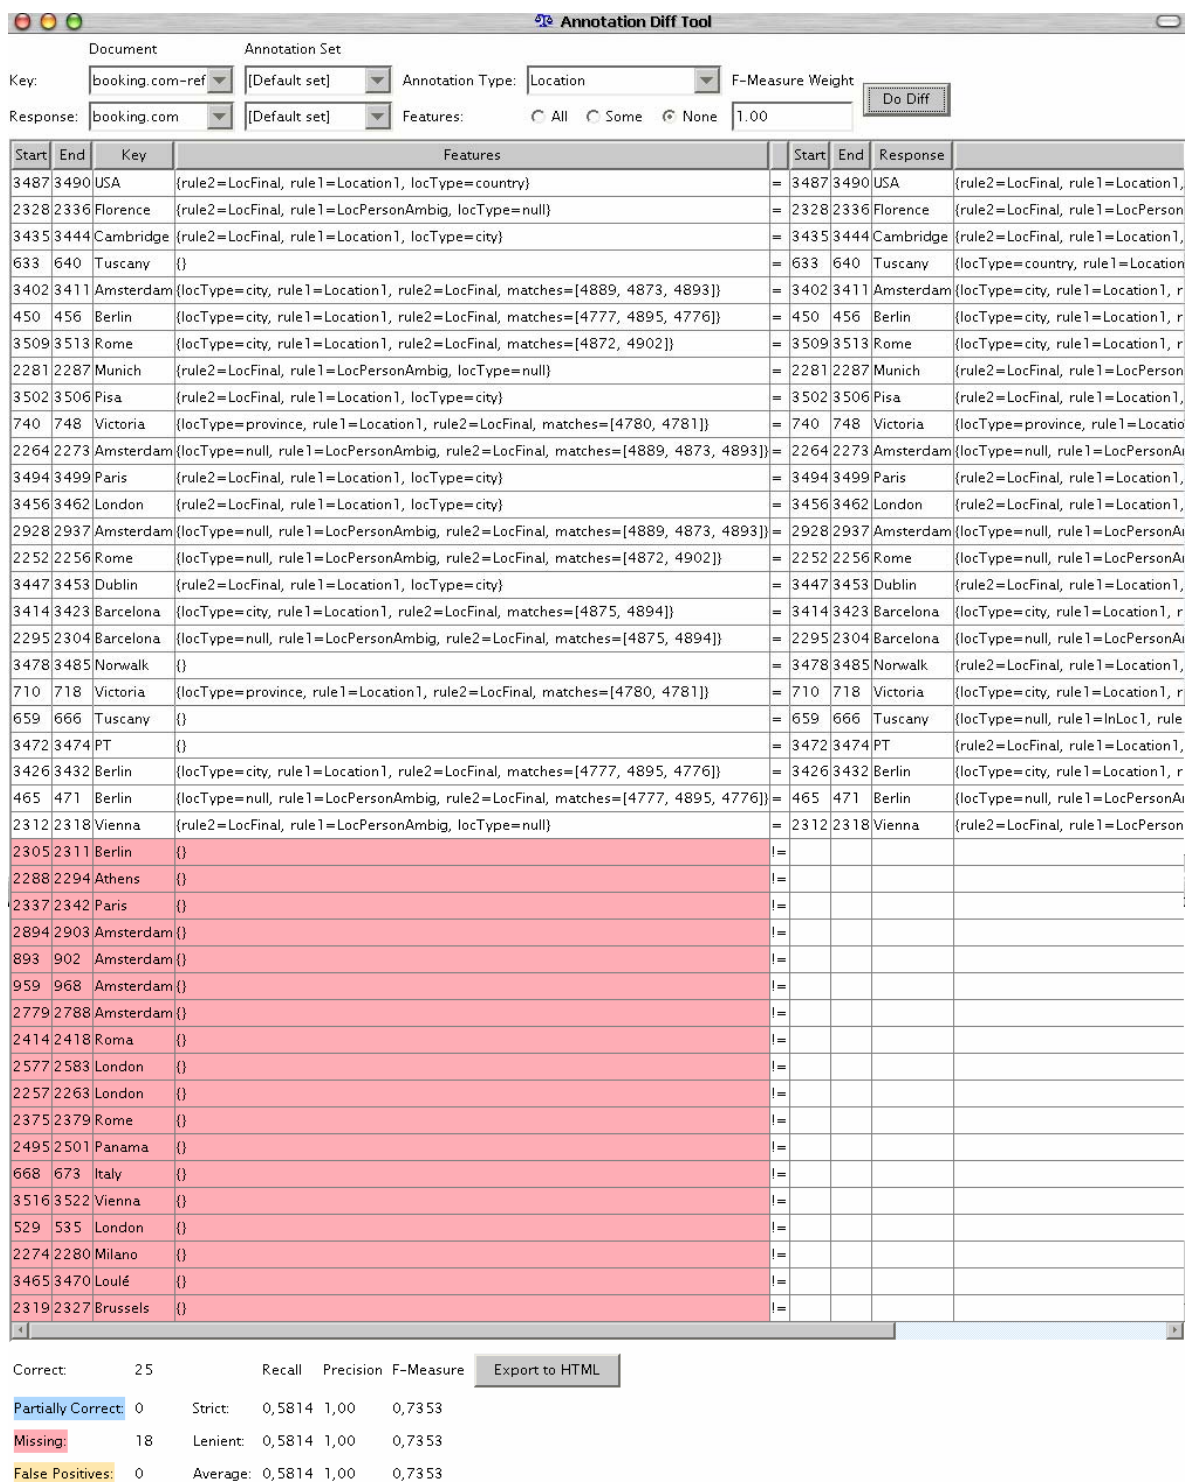 Annotation Diff Tool
Document Annotation Set
Key: booking.com-ref [Default set] Annotation Type: Location F-Measure Weight
Response: booking.com [Default set] Features: All Some None 1.00 Do Diff
Start End Key Features Start End Response
3487 3490 USA {rule2=LocFinal, rule1=Location1, locType=country} = 3487 3490 USA {rule2=LocFinal, rule1=Location1,
2328 2336 Florence {rule2=LocFinal, rule1=LocPersonAmbig, locType=null} = 2328 2336 Florence {rule2=LocFinal, rule1=LocPerson
3435 3444 Cambridge {rule2=LocFinal, rule1=Location1, locType=city} = 3435 3444 Cambridge {rule2=LocFinal, rule1=Location1,
633 640 Tuscany {} = 633 640 Tuscany {locType=country, rule1=Location
3402 3411 Amsterdam {locType=city, rule1=Location1, rule2=LocFinal, matches=[4889, 4873, 4893]} = 3402 3411 Amsterdam {locType=city, rule1=Location1, r
450 456 Berlin {locType=city, rule1=Location1, rule2=LocFinal, matches=[4777, 4895, 4776]} = 450 456 Berlin {locType=city, rule1=Location1, r
3509 3513 Rome {locType=city, rule1=Location1, rule2=LocFinal, matches=[4872, 4902]} = 3509 3513 Rome {locType=city, rule1=Location1, r
2281 2287 Munich {rule2=LocFinal, rule1=LocPersonAmbig, locType=null} = 2281 2287 Munich {rule2=LocFinal, rule1=LocPerson
3502 3506 Pisa {rule2=LocFinal, rule1=Location1, locType=city} = 3502 3506 Pisa {rule2=LocFinal, rule1=Location1,
740 748 Victoria {locType=province, rule1=Location1, rule2=LocFinal, matches=[4780, 4781]} = 740 748 Victoria {locType=province, rule1=Locatio
2264 2273 Amsterdam {locType=null, rule1=LocPersonAmbig, rule2=LocFinal, matches=[4889, 4873, 4893]} = 2264 2273 Amsterdam {locType=null, rule1=LocPersonA
3494 3499 Paris {rule2=LocFinal, rule1=Location1, locType=city} = 3494 3499 Paris {rule2=LocFinal, rule1=Location1,
3456 3462 London {rule2=LocFinal, rule1=Location1, locType=city} = 3456 3462 London {rule2=LocFinal, rule1=Location1,
2928 2937 Amsterdam {locType=null, rule1=LocPersonAmbig, rule2=LocFinal, matches=[4889, 4873, 4893]} = 2928 2937 Amsterdam {locType=null, rule1=LocPersonA
2252 2256 Rome {locType=null, rule1=LocPersonAmbig, rule2=LocFinal, matches=[4872, 4902]} = 2252 2256 Rome {locType=null, rule1=LocPersonA
3447 3453 Dublin {rule2=LocFinal, rule1=Location1, locType=city} = 3447 3453 Dublin {rule2=LocFinal, rule1=Location1,
3414 3423 Barcelona {locType=city, rule1=Location1, rule2=LocFinal, matches=[4875, 4894]} = 3414 3423 Barcelona {locType=city, rule1=Location1, r
2295 2304 Barcelona {locType=null, rule1=LocPersonAmbig, rule2=LocFinal, matches=[4875, 4894]} = 2295 2304 Barcelona {locType=null, rule1=LocPersonA
3478 3485 Norwalk {} = 3478 3485 Norwalk {rule2=LocFinal, rule1=Location1,
710 718 Victoria {locType=province, rule1=Location1, rule2=LocFinal, matches=[4780, 4781]} = 710 718 Victoria {locType=city, rule1=Location1, r
659 666 Tuscany {} = 659 666 Tuscany {locType=null, rule1=InLoc1, rule
3472 3474 PT {} = 3472 3474 PT {rule2=LocFinal, rule1=Location1,
3426 3432 Berlin {locType=city, rule1=Location1, rule2=LocFinal, matches=[4777, 4895, 4776]} = 3426 3432 Berlin {locType=city, rule1=Location1, r
465 471 Berlin {locType=null, rule1=LocPersonAmbig, rule2=LocFinal, matches=[4777, 4895, 4776]} = 465 471 Berlin {locType=null, rule1=LocPersonA
2312 2318 Vienna {rule2=LocFinal, rule1=LocPersonAmbig, locType=null} = 2312 2318 Vienna {rule2=LocFinal, rule1=LocPerson
2305 2311 Berlin {} !=
2288 2294 Athens {} !=
2337 2342 Paris {} !=
2894 2903 Amsterdam {} !=
893 902 Amsterdam {} !=
959 968 Amsterdam {} !=
2779 2788 Amsterdam {} !=
2414 2418 Roma {} !=
2577 2583 London {} !=
2257 2263 London {} !=
2375 2379 Rome {} !=
2495 2501 Panama {} !=
668 673 Italy {} !=
3516 3522 Vienna {} !=
529 535 London {} !=
2274 2280 Milano {} !=
3465 3470 Loulé {} !=
2319 2327 Brussels {} !=
Correct: 25 Recall Precision F-Measure Export to HTML
Partially Correct: 0 Strict: 0,5814 1,00 0,7353
Missing: 18 Lenient: 0,5814 1,00 0,7353
False Positives: 0 Average: 0,5814 1,00 0,7353